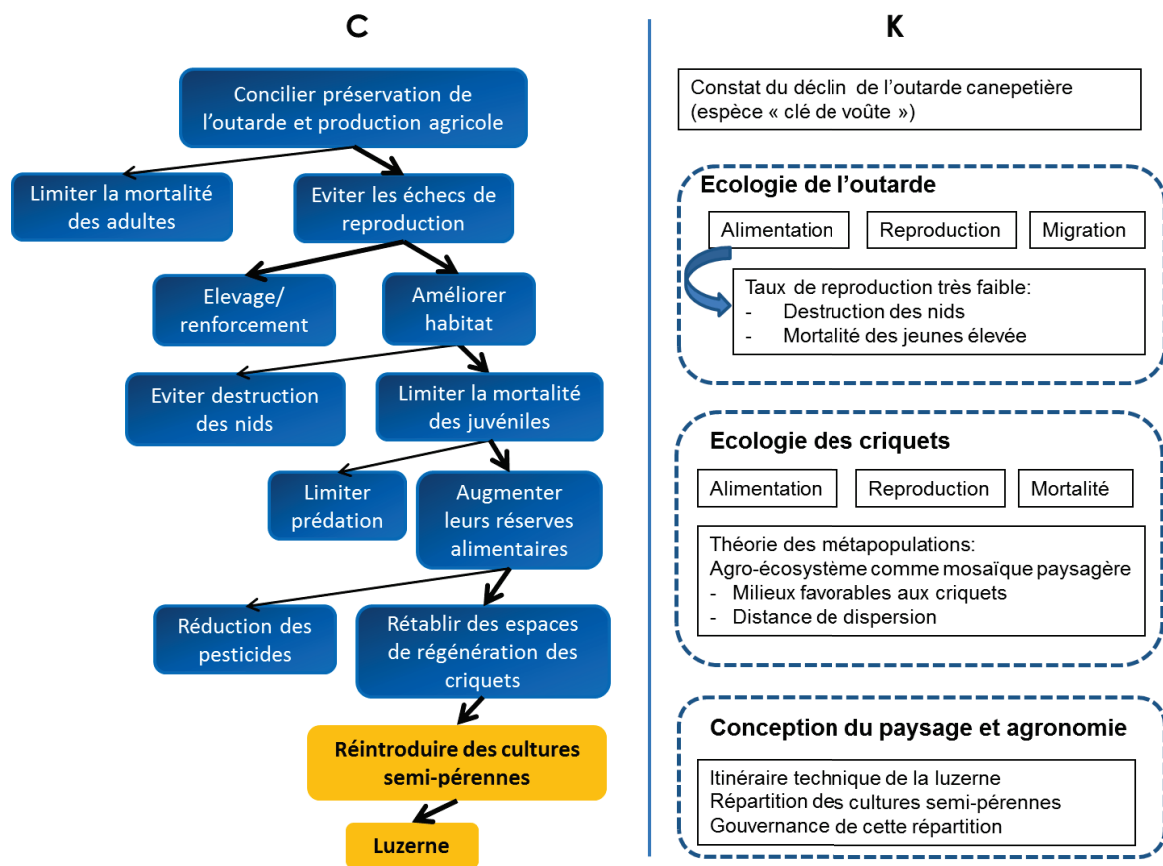 C
Concilier préservation de
l'outarde et production agricole
Limiter la mortalité
des adultes
Eviter les échecs de
reproduction
Elevage/
renforcement
Améliorer
habitat
Eviter destruction
des nids
Limiter la mortalité
des juvéniles
Limiter
prédation
Augmenter
leurs réserves
alimentaires
Réduction des
pesticides
Rétablir des espaces
de régénération des
criquets
Réintroduire des cultures
semi-pérennes
Luzerne
K
Constat du déclin de l'outarde canepetière
(espèce « clé de voûte »)
Ecologie de l'outarde
Alimentation
Reproduction
Migration
Taux de reproduction très faible:
- Destruction des nids
- Mortalité des jeunes élevée
Ecologie des criquets
Alimentation
Reproduction
Mortalité
Théorie des métapopulations:
Agro-écosystème comme mosaïque paysagère
- Milieux favorables aux criquets
- Distance de dispersion
Conception du paysage et agronomie
Itinéraire technique de la luzerne
Répartition des cultures semi-pérennes
Gouvernance de cette répartition